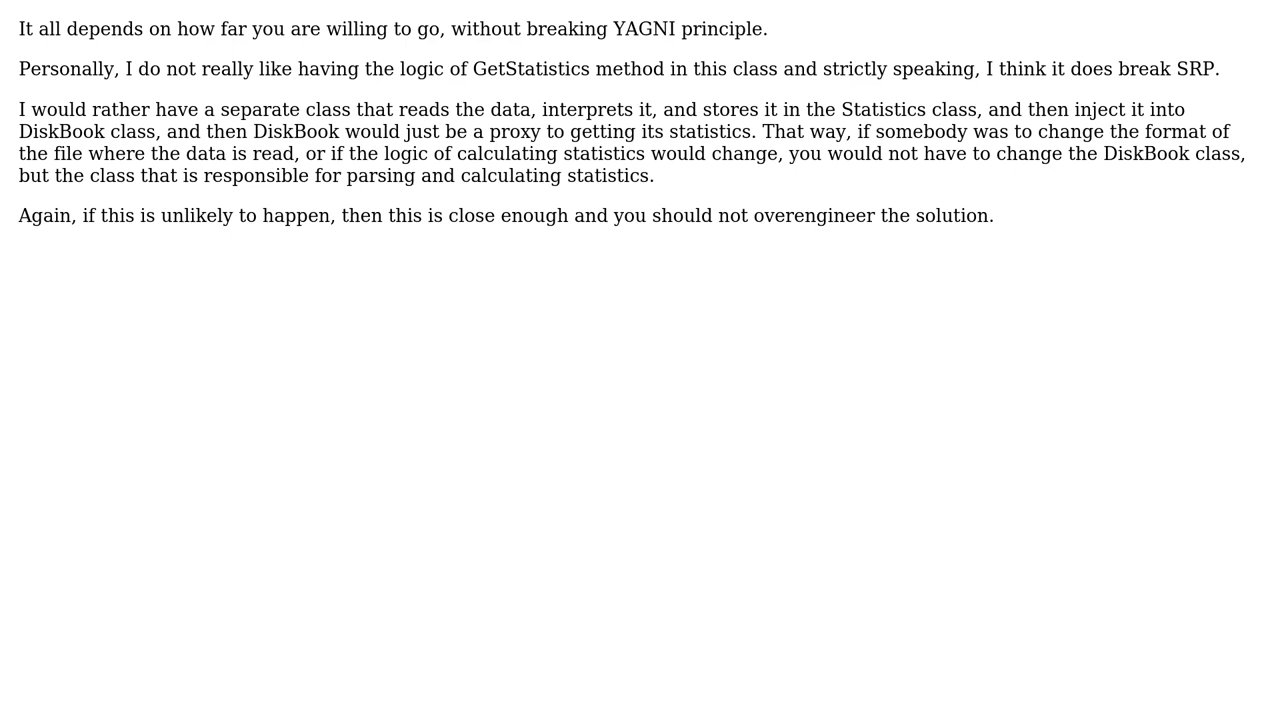 It all depends on how far you are willing to go, without breaking YAGNI principle.
Personally, I do not really like having the logic of GetStatistics method in this class and strictly speaking, I think it does break SRP.
I would rather have a separate class that reads the data, interprets it, and stores it in the Statistics class, and then inject it into
DiskBook class, and then DiskBook would just be a proxy to getting its statistics. That way, if somebody was to change the format of
the file where the data is read, or if the logic of calculating statistics would change, you would not have to change the DiskBook class,
but the class that is responsible for parsing and calculating statistics.
Again, if this is unlikely to happen, then this is close enough and you should not overengineer the solution.